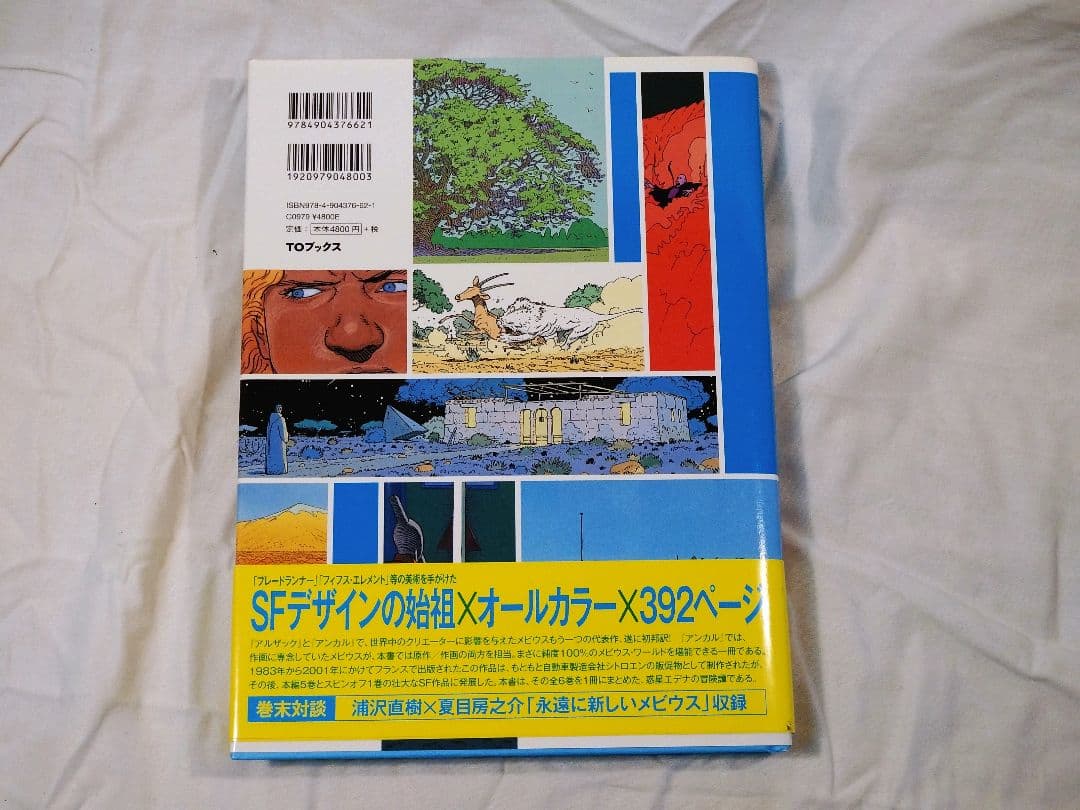 9784904376621
1920979048003
ISBN978-4-904376-62-1
C0979 ¥4800E
定価：本体4800円＋税
TOブックス
「ブレードランナー」「フィフス・エレメント」等の美術を手がけた
SFデザインの始祖×オールカラー×392ページ
『アルザック』と『アンカル』で、世界中のクリエーターに影響を与えたメビウスもう一つの代表作、遂に初邦訳！ 『アンカル』では、
作画に専念していたメビウスが、本書では原作／作画の両方を担当。まさに純度100％のメビウス・ワールドを堪能できる一冊である。
1983年から2001年にかけてフランスで出版されたこの作品は、もともと自動車製造会社シトロエンの販促物として制作されたが、
その後、本編5巻とスピンオフ1巻の壮大なSF作品に発展した。本書は、その全6巻を1冊にまとめた、惑星エデナの冒険譚である。
巻末対談 浦沢直樹×夏目房之介「永遠に新しいメビウス」収録